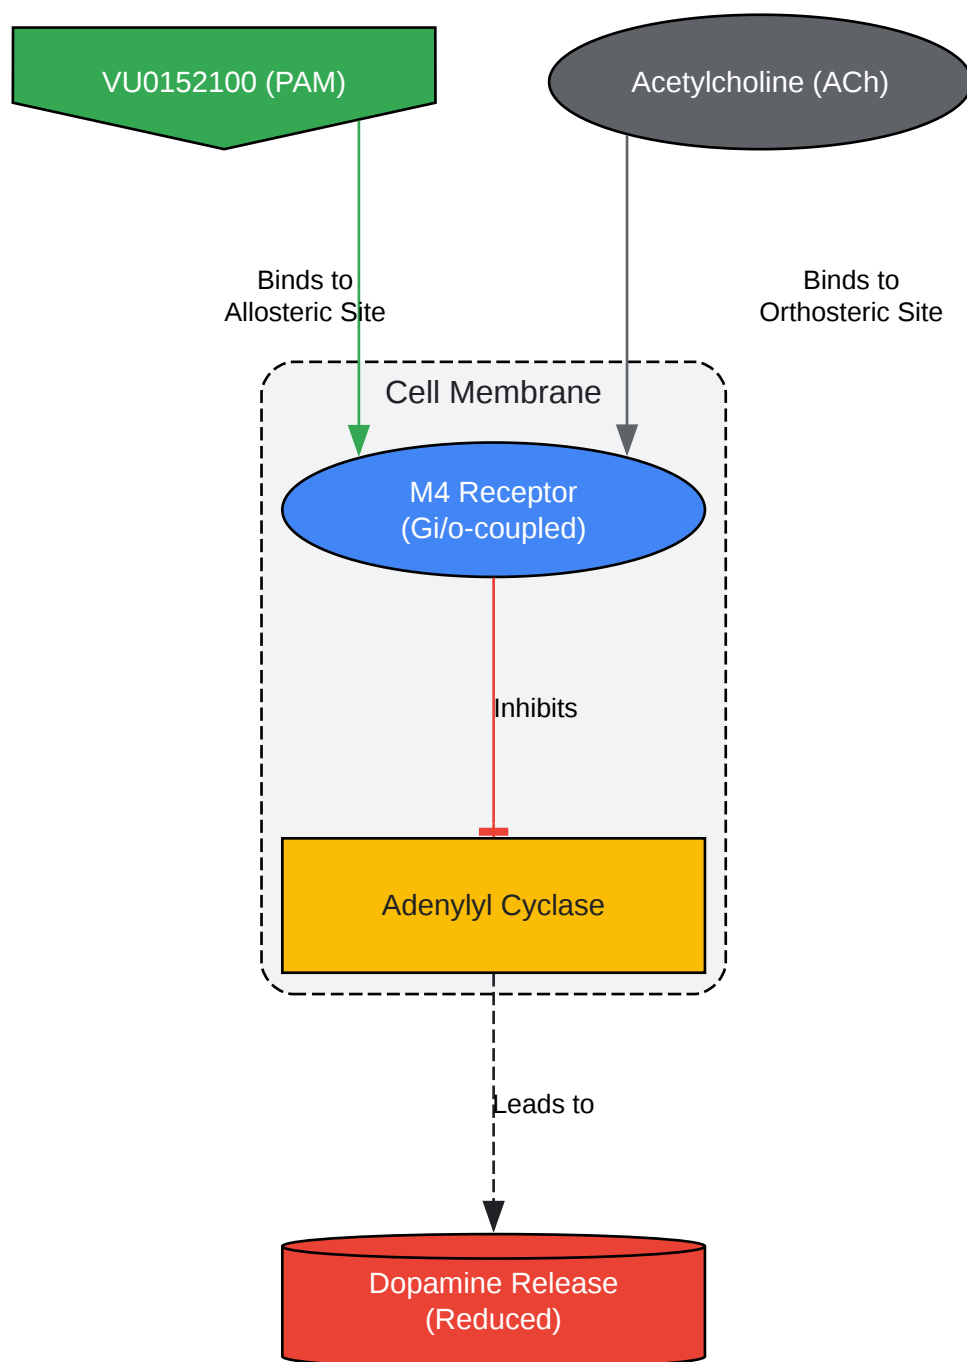 VU0152100 (PAM)
Acetylcholine (ACh)
Binds to
Allosteric Site
Binds to
Orthosteric Site
Cell Membrane
M4 Receptor
(Gi/o-coupled)
Inhibits
Adenylyl Cyclase
Leads to
Dopamine Release
(Reduced)